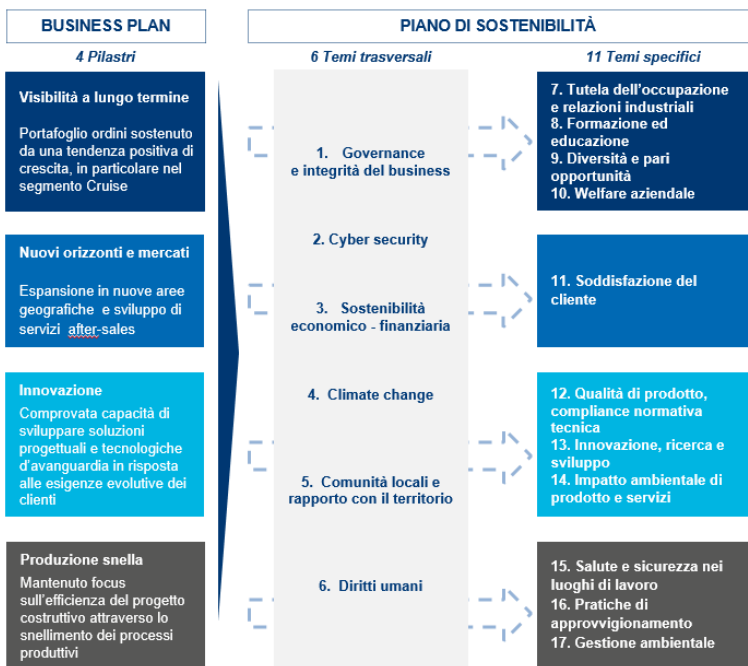 BUSINESS PLAN
PIANO DI SOSTENIBILITÀ
4 Pilastri
6 Temi trasversali
11 Temi specifici
Visibilità a lungo termine
Portafoglio ordini sostenuto
da una tendenza positiva di
crescita, in particolare nel
segmento Cruise
Nuovi orizzonti e mercati
Espansione in nuove aree
geografiche e sviluppo di
servizi after-sales
Innovazione
Comprovata capacità di
sviluppare soluzioni
progettuali e tecnologiche
d'avanguardia in risposta
alle esigenze evolutive dei
clienti
Produzione snella
Mantenuto focus
sull'efficienza del progetto
costruttivo attraverso lo
snellimento dei processi
produttivi
1. Governance
e integrità del business
2. Cyber security
3. Sostenibilità
economico - finanziaria
4. Climate change
5. Comunità locali e
rapporto con il territorio
6. Diritti umani
7. Tutela dell'occupazione
e relazioni industriali
8. Formazione ed
educazione
9. Diversità e pari
opportunità
10. Welfare aziendale
11. Soddisfazione del
cliente
12. Qualità di prodotto,
compliance normativa
tecnica
13. Innovazione, ricerca e
sviluppo
14. Impatto ambientale di
prodotto e servizi
15. Salute e sicurezza nei
luoghi di lavoro
16. Pratiche di
approvvigionamento
17. Gestione ambientale